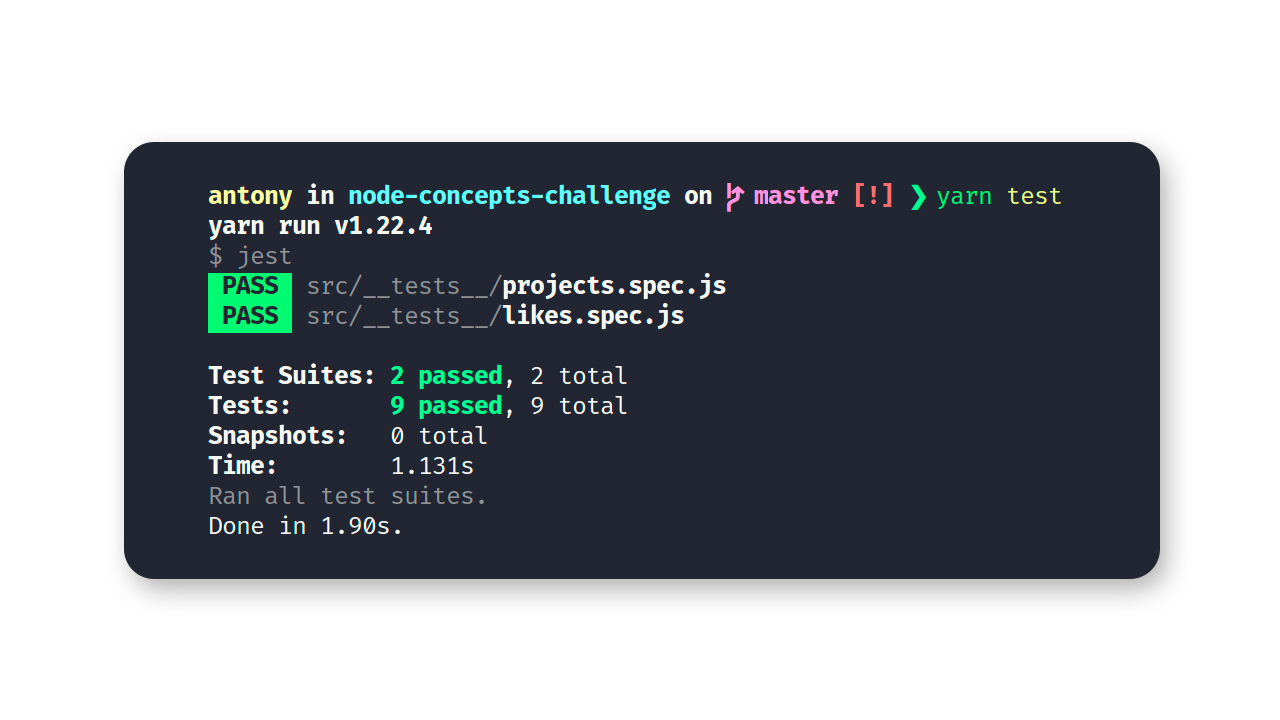 antony in node-concepts-challenge on master [!] ❯ yarn test
yarn run v1.22.4
$ jest
PASS src/__tests__/projects.spec.js
PASS src/__tests__/likes.spec.js
Test Suites: 2 passed, 2 total
Tests: 9 passed, 9 total
Snapshots: 0 total
Time: 1.131s
Ran all test suites.
Done in 1.90s.